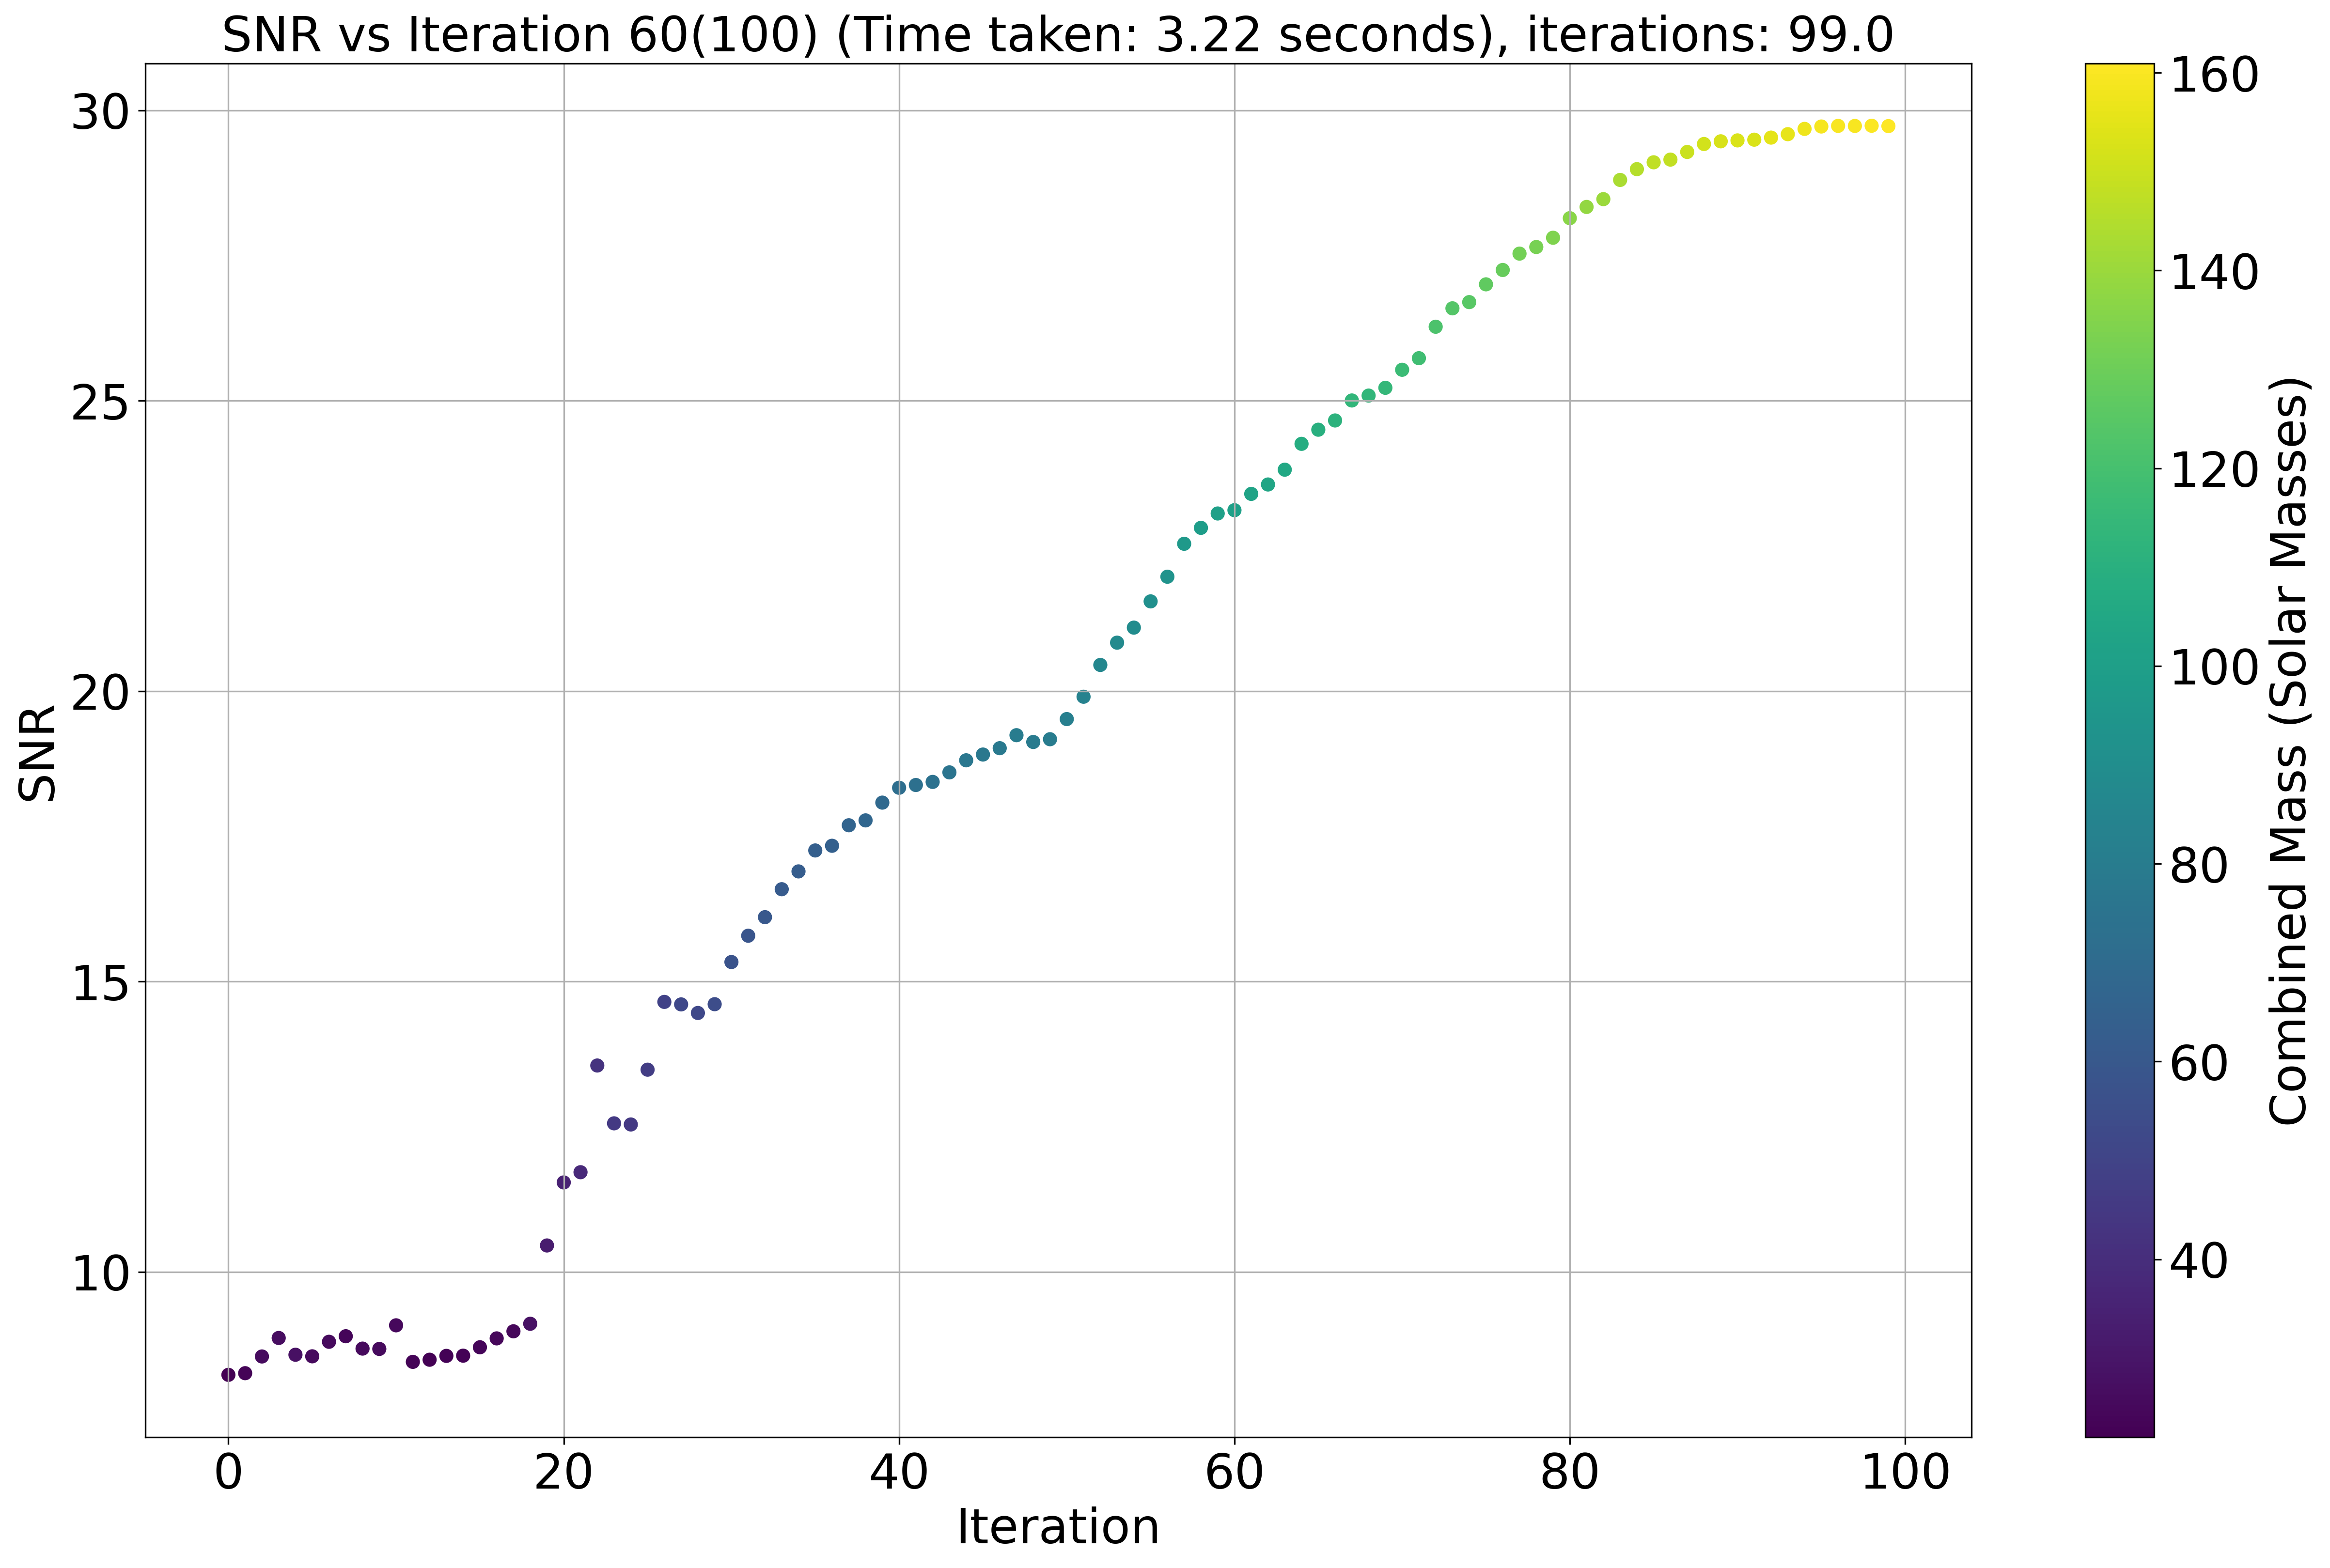 SNR vs Iteration 60(100) (Time taken: 3.22 seconds), iterations: 99.0
30
25
20
15
10
SNR
0 20 40 60 80 100
Iteration
160
140
120
100
80
60
40
Combined Mass (Solar Masses)